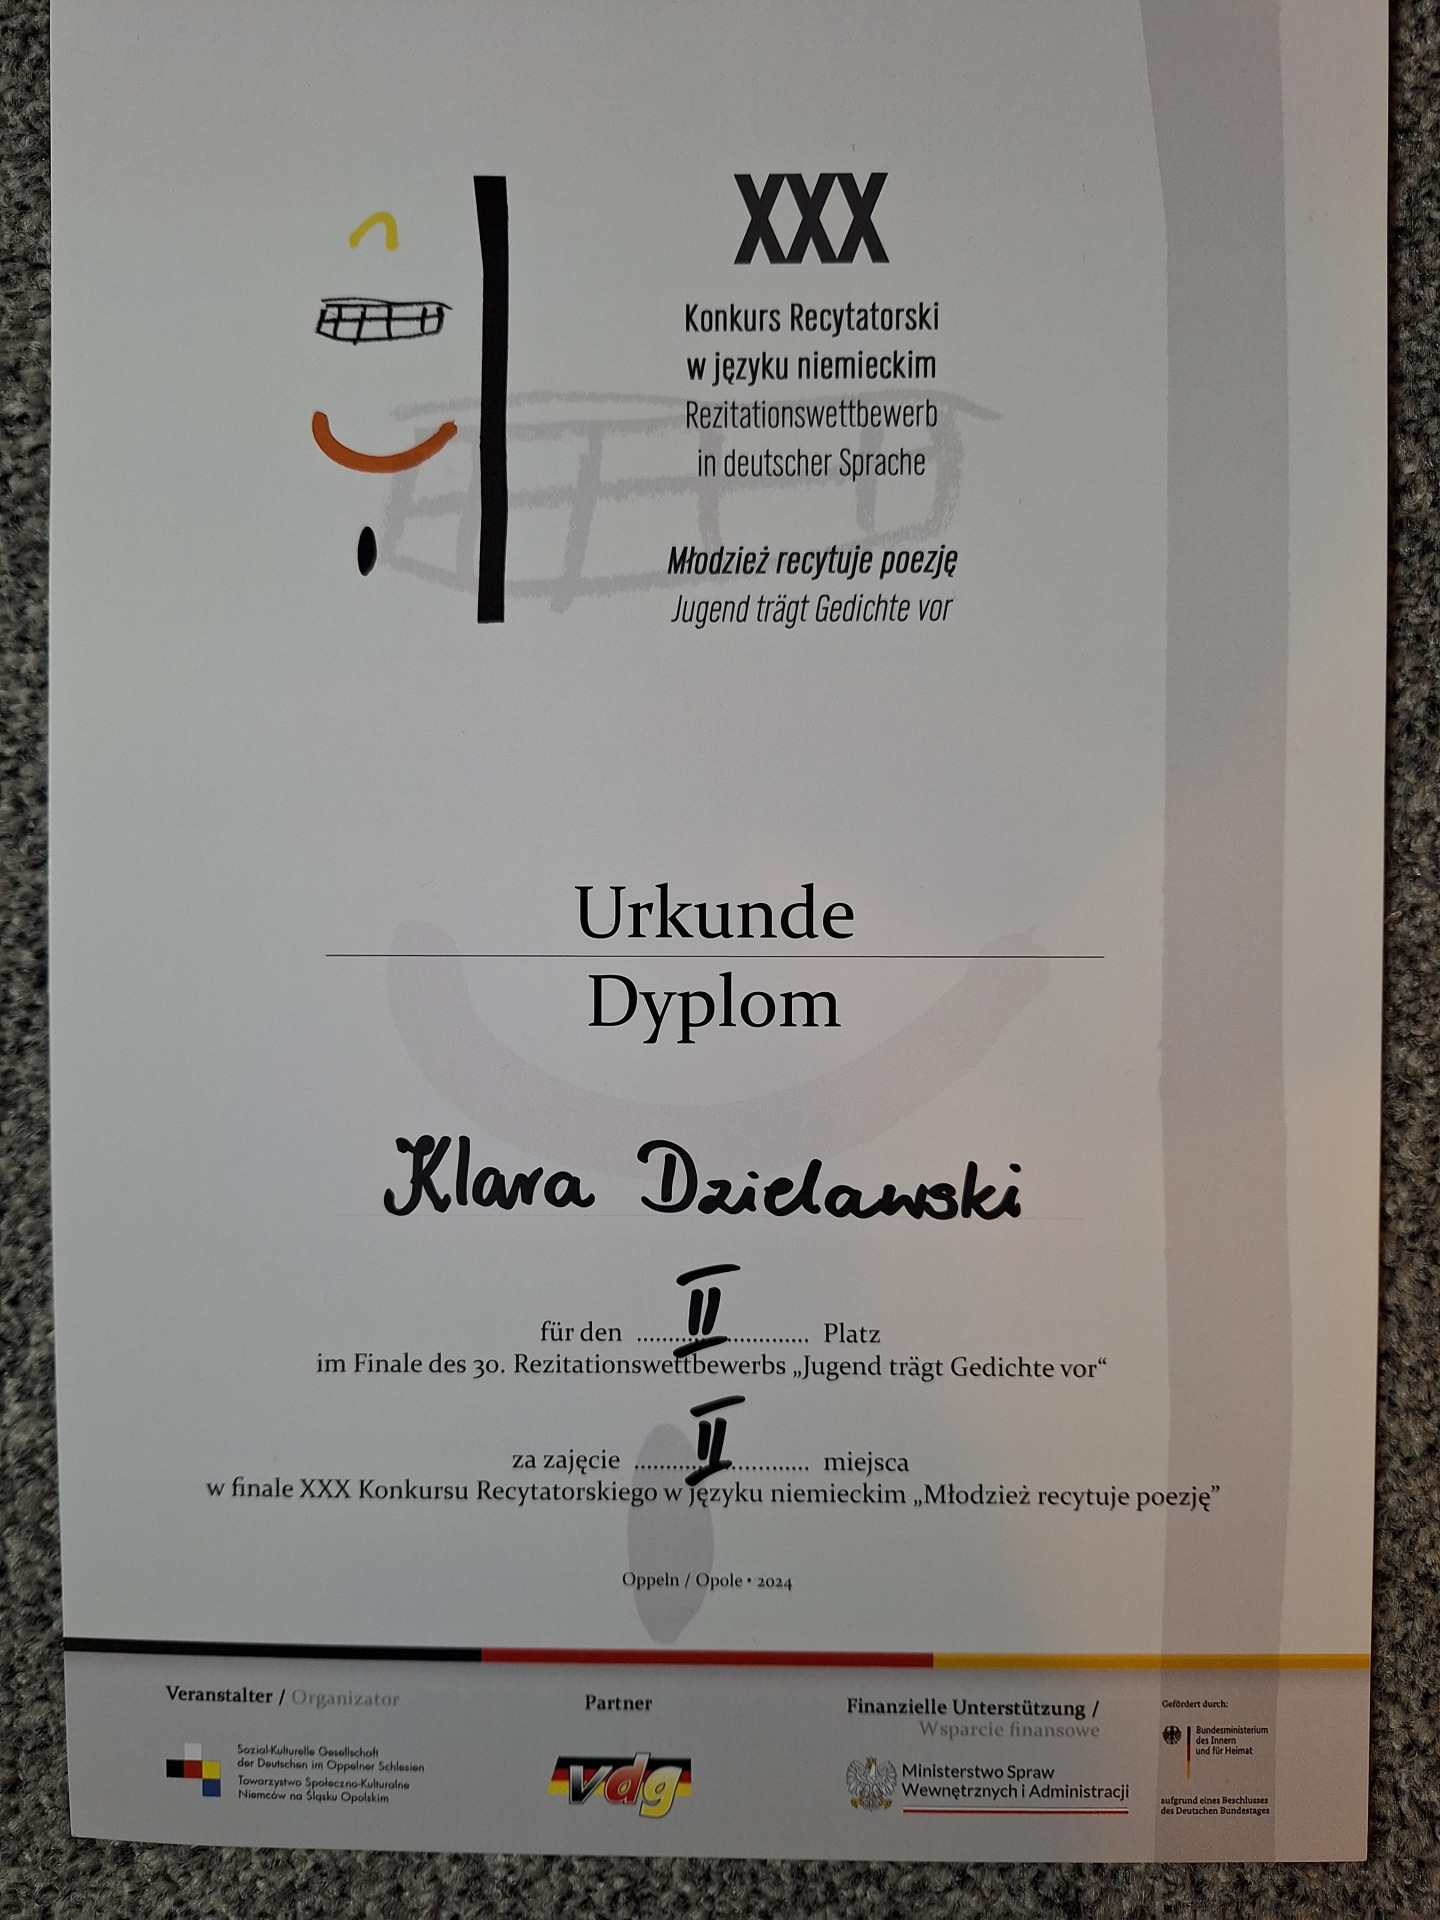 XXX
Konkurs Recytatorski
w języku niemieckim
Rezitationswettbewerb
in deutscher Sprache
Młodzież recytuje poezję
Jugend trägt Gedichte vor
Urkunde
Dyplom
Klara Dzielawski
für den ..........II.............. Platz
im Finale des 30. Rezitationswettbewerbs „Jugend trägt Gedichte vor“
za zajęcie ..........II.............. miejsca
w finale XXX Konkursu Recytatorskiego w języku niemieckim „Młodzież recytuje poezję”
Oppeln / Opole • 2024
Veranstalter / Organizator
Sozial-Kulturelle Gesellschaft
der Deutschen im Oppelner Schlesien
Towarzystwo Społeczno-Kulturalne
Niemców na Śląsku Opolskim
Partner
vdg
Finanzielle Unterstützung /
Wsparcie finansowe
Ministerstwo Spraw
Wewnętrznych i Administracji
Gefördert durch:
Bundesministerium
des Innern
und für Heimat
aufgrund eines Beschlusses
des Deutschen Bundestages